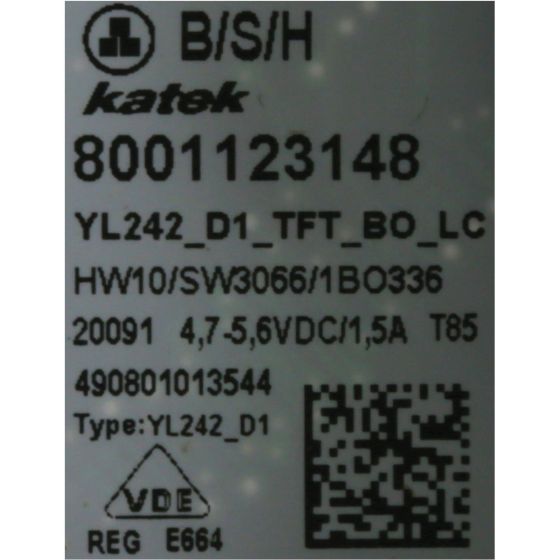 B/S/H
katek
8001123148
YL242_D1_TFT_BO_LC
HW10/SW3066/1BO336
20091 4,7-5,6VDC/1,5A T85
490801013544
Type:YL242_D1
VDE
REG E664